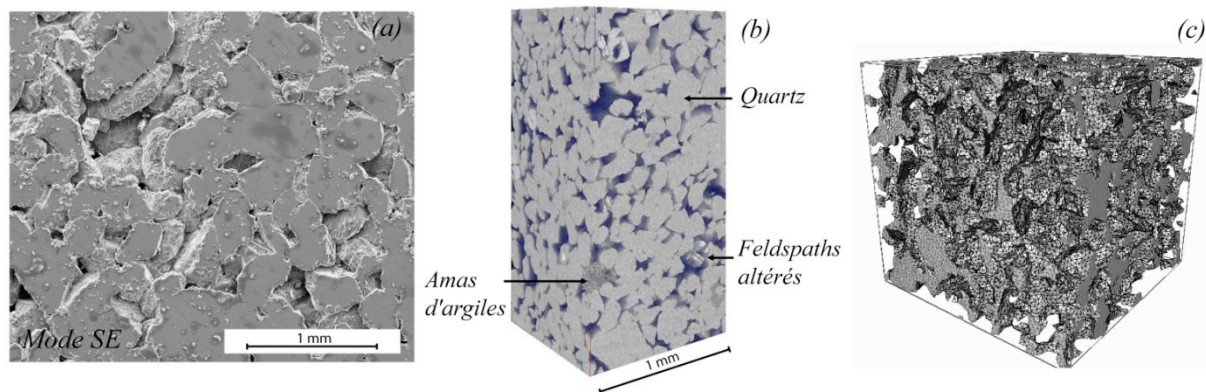 (a)
Mode SE
1 mm
(b)
Quartz
Feldspaths
altérés
Amas
d'argiles
1 mm
(c)